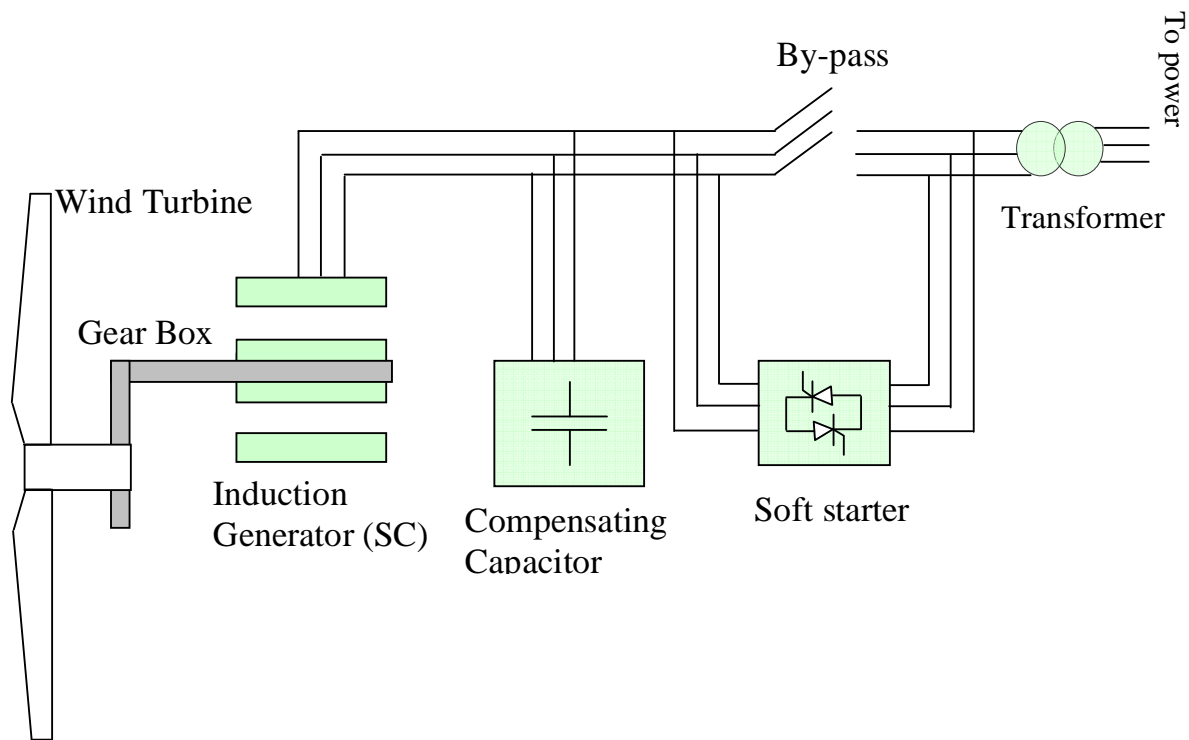 To power
By-pass
Wind Turbine
Transformer
Gear Box
Induction
Generator (SC)
Compensating
Capacitor
Soft starter